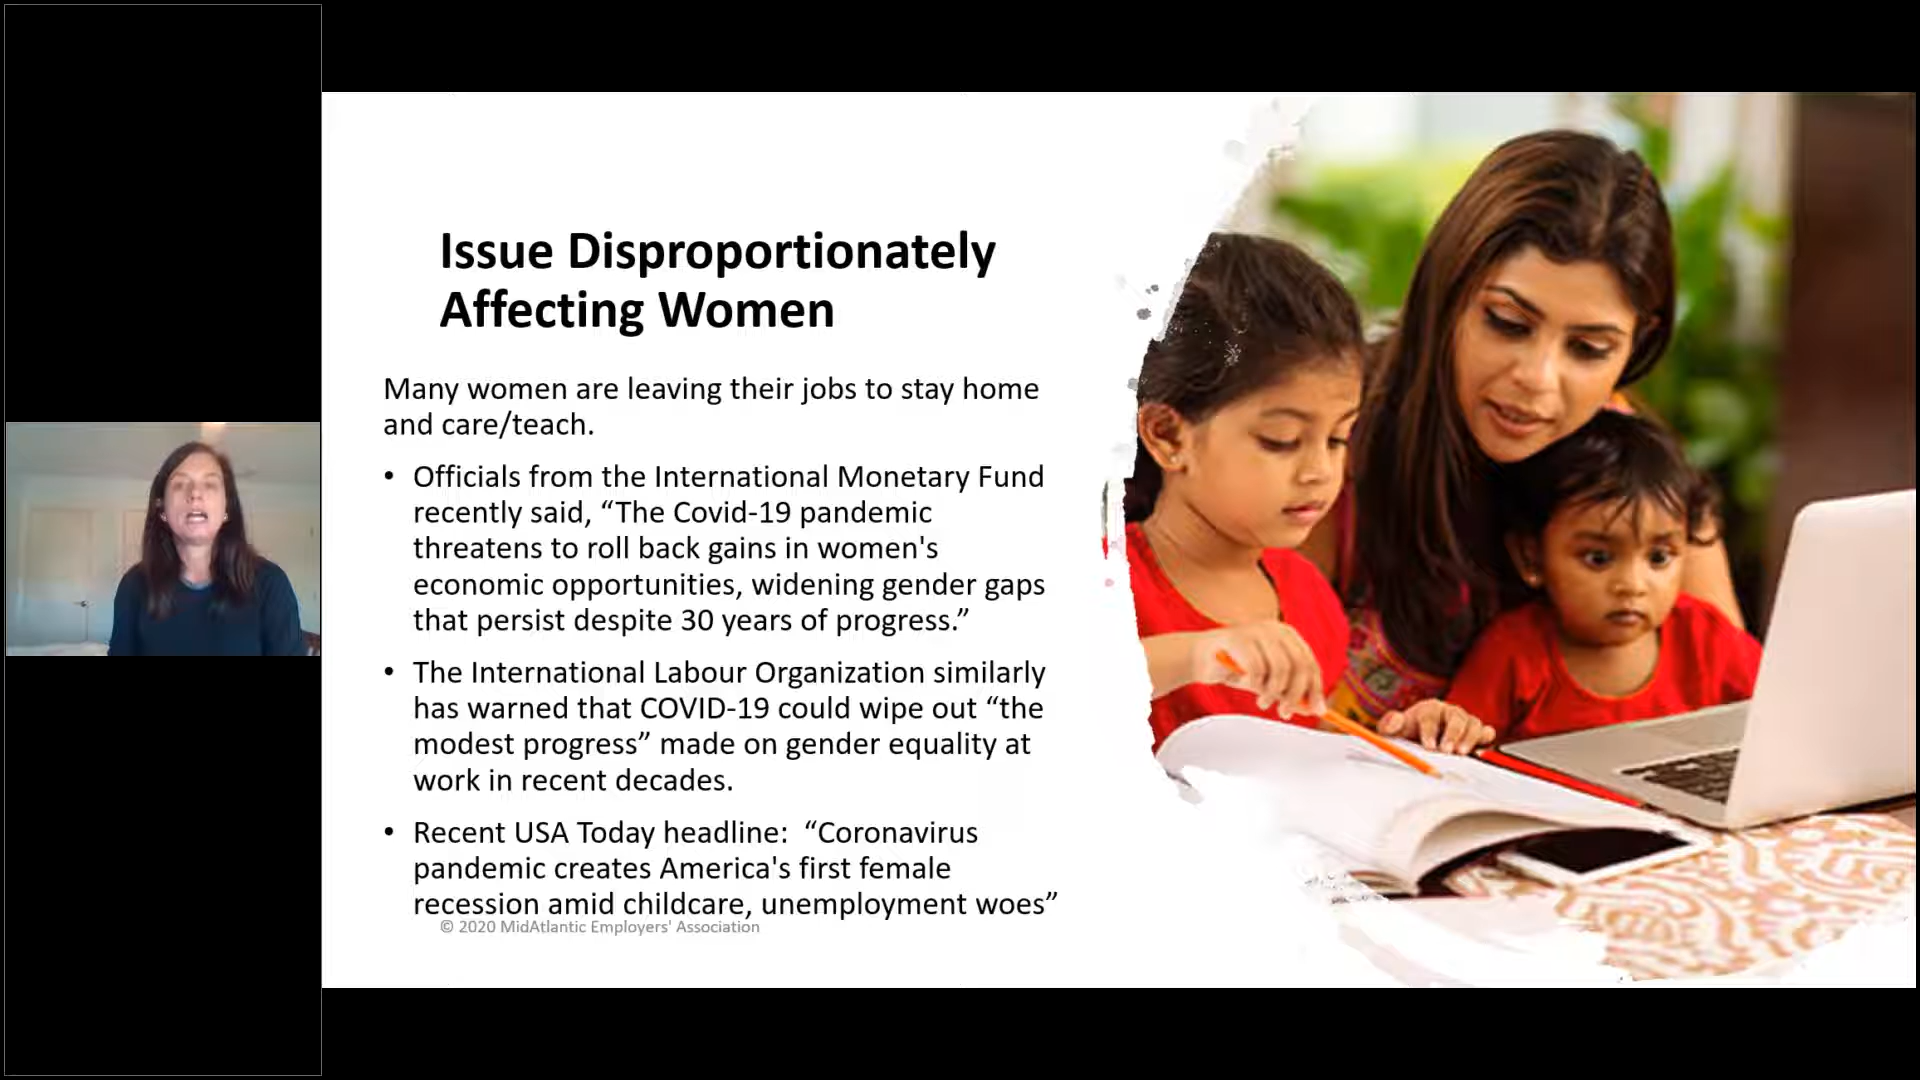 Issue Disproportionately
Affecting Women
Many women are leaving their jobs to stay home
and care/teach.
• Officials from the International Monetary Fund
recently said, “The Covid-19 pandemic
threatens to roll back gains in women's
economic opportunities, widening gender gaps
that persist despite 30 years of progress.”
• The International Labour Organization similarly
has warned that COVID-19 could wipe out “the
modest progress” made on gender equality at
work in recent decades.
• Recent USA Today headline:  “Coronavirus
pandemic creates America's first female
recession amid childcare, unemployment woes”
© 2020 MidAtlantic Employers' Association